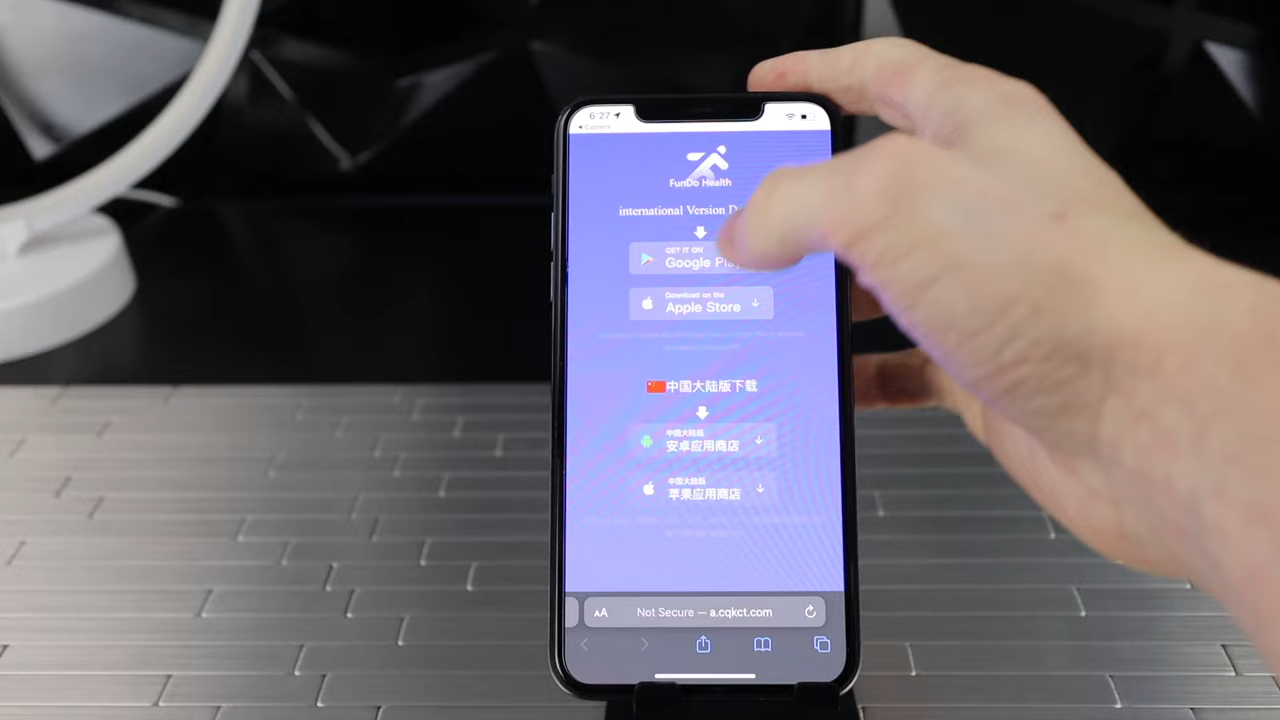 6:27
Camera
FunDo Health
international Version
GET IT ON
Google Play
Download on the
Apple Store
中国大陆版下载
中国大陆版
安卓应用商店
中国大陆版
苹果应用商店
AA Not Secure — a.cqkct.com